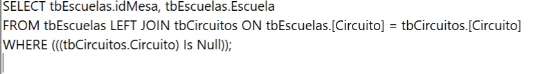 SELECT tbEscuelas.idMesa, tbEscuelas.Escuela
FROM tbEscuelas LEFT JOIN tbCircuitos ON tbEscuelas.[Circuito] = tbCircuitos.[Circuito]
WHERE (((tbCircuitos.Circuito) Is Null));